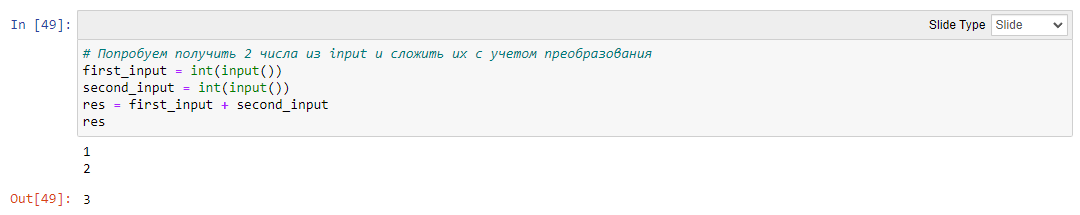 In [49]:
Slide Type Slide
# Попробуем получить 2 числа из input и сложить их с учетом преобразования
first_input = int(input())
second_input = int(input())
res = first_input + second_input
res
1
2
Out[49]: 3